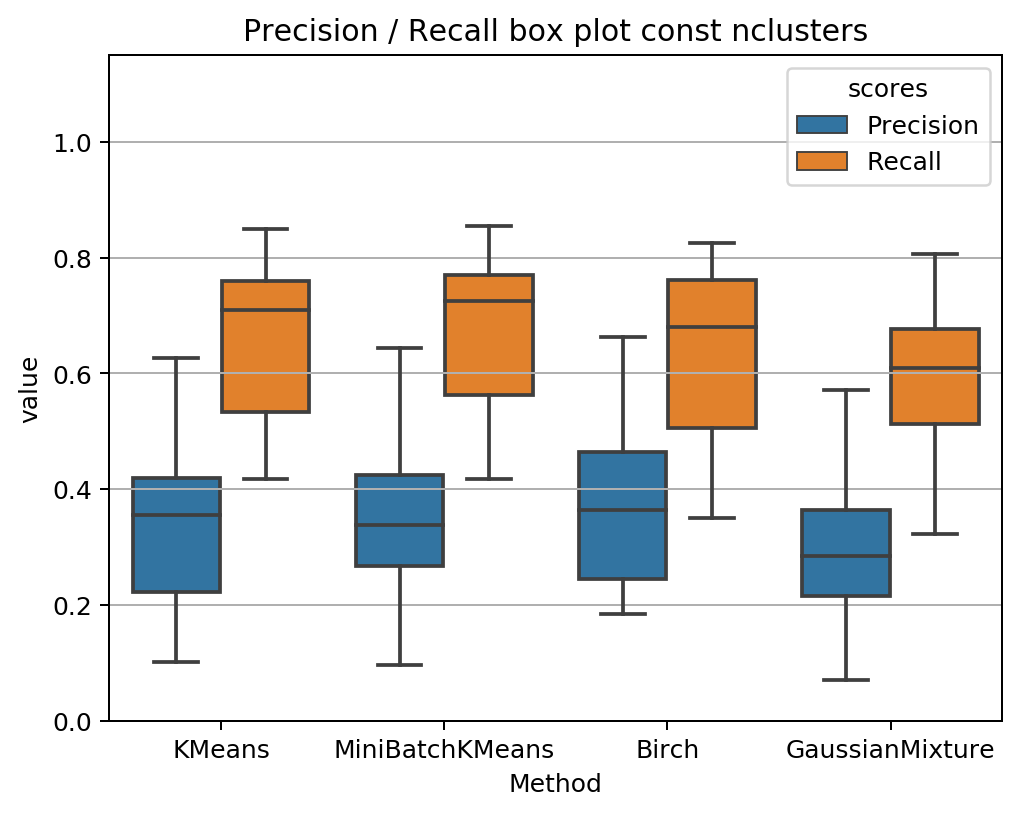 Precision / Recall box plot const nclusters
scores
Precision
Recall
1.0
0.8
0.6
0.4
0.2
0.0
value
KMeans
MiniBatchKMeans
Birch
GaussianMixture
Method